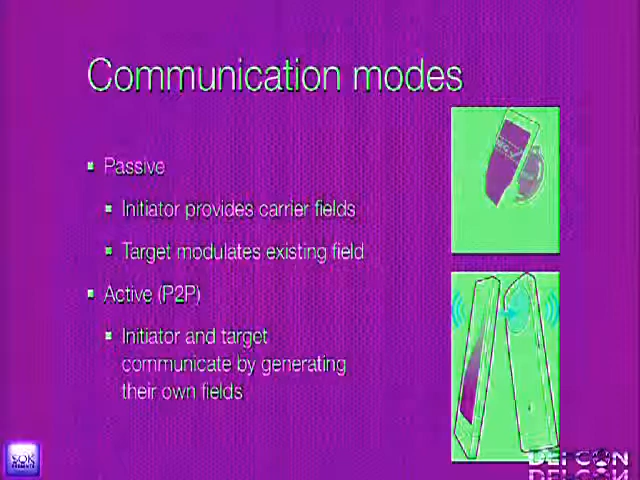 Communication modes
Passive
Initiator provides carrier fields
Target modulates existing field
Active (P2P)
Initiator and target
communicate by generating
their own fields
SOK
DEFCON